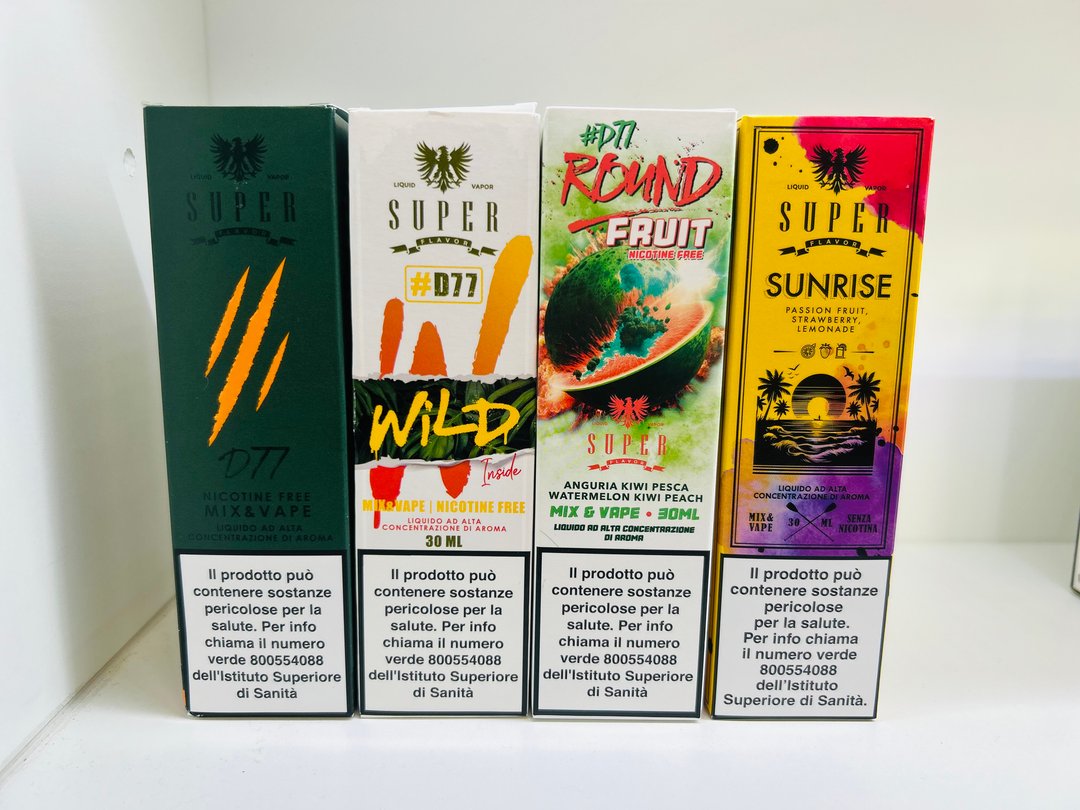 LIQUID VAPOR
SUPER
FLAVOR
D77
NICOTINE FREE
MIX&VAPE
LIQUIDO AD ALTA
CONCENTRAZIONE DI AROMA
Il prodotto può
contenere sostanze
pericolose per la
salute. Per info
chiama il numero
verde 800554088
dell'Istituto Superiore
di Sanità
LIQUID VAPOR
SUPER
FLAVOR
#D77
WiLD
Inside
MIX&VAPE | NICOTINE FREE
LIQUIDO AD ALTA
CONCENTRAZIONE DI AROMA
30 ML
Il prodotto può
contenere sostanze
pericolose per la
salute. Per info
chiama il numero
verde 800554088
dell'Istituto Superiore
di Sanità
#D77
ROUND
FRUIT
NICOTINE FREE
LIQUID VAPOR
SUPER
FLAVOR
ANGURIA KIWI PESCA
WATERMELON KIWI PEACH
MIX & VAPE • 30ML
LIQUIDO AD ALTA CONCENTRAZIONE
DI AROMA
Il prodotto può
contenere sostanze
pericolose per la
salute. Per info
chiama il numero
verde 800554088
dell'Istituto Superiore
di Sanità
LIQUID VAPOR
SUPER
FLAVOR
SUNRISE
PASSION FRUIT,
STRAWBERRY,
LEMONADE
LIQUIDO AD ALTA
CONCENTRAZIONE DI AROMA
MIX& VAPE 30 ML SENZA NICOTINA
Il prodotto può
contenere sostanze
pericolose
per la salute.
Per info chiama
il numero verde
800554088
dell'Istituto
Superiore di Sanità.